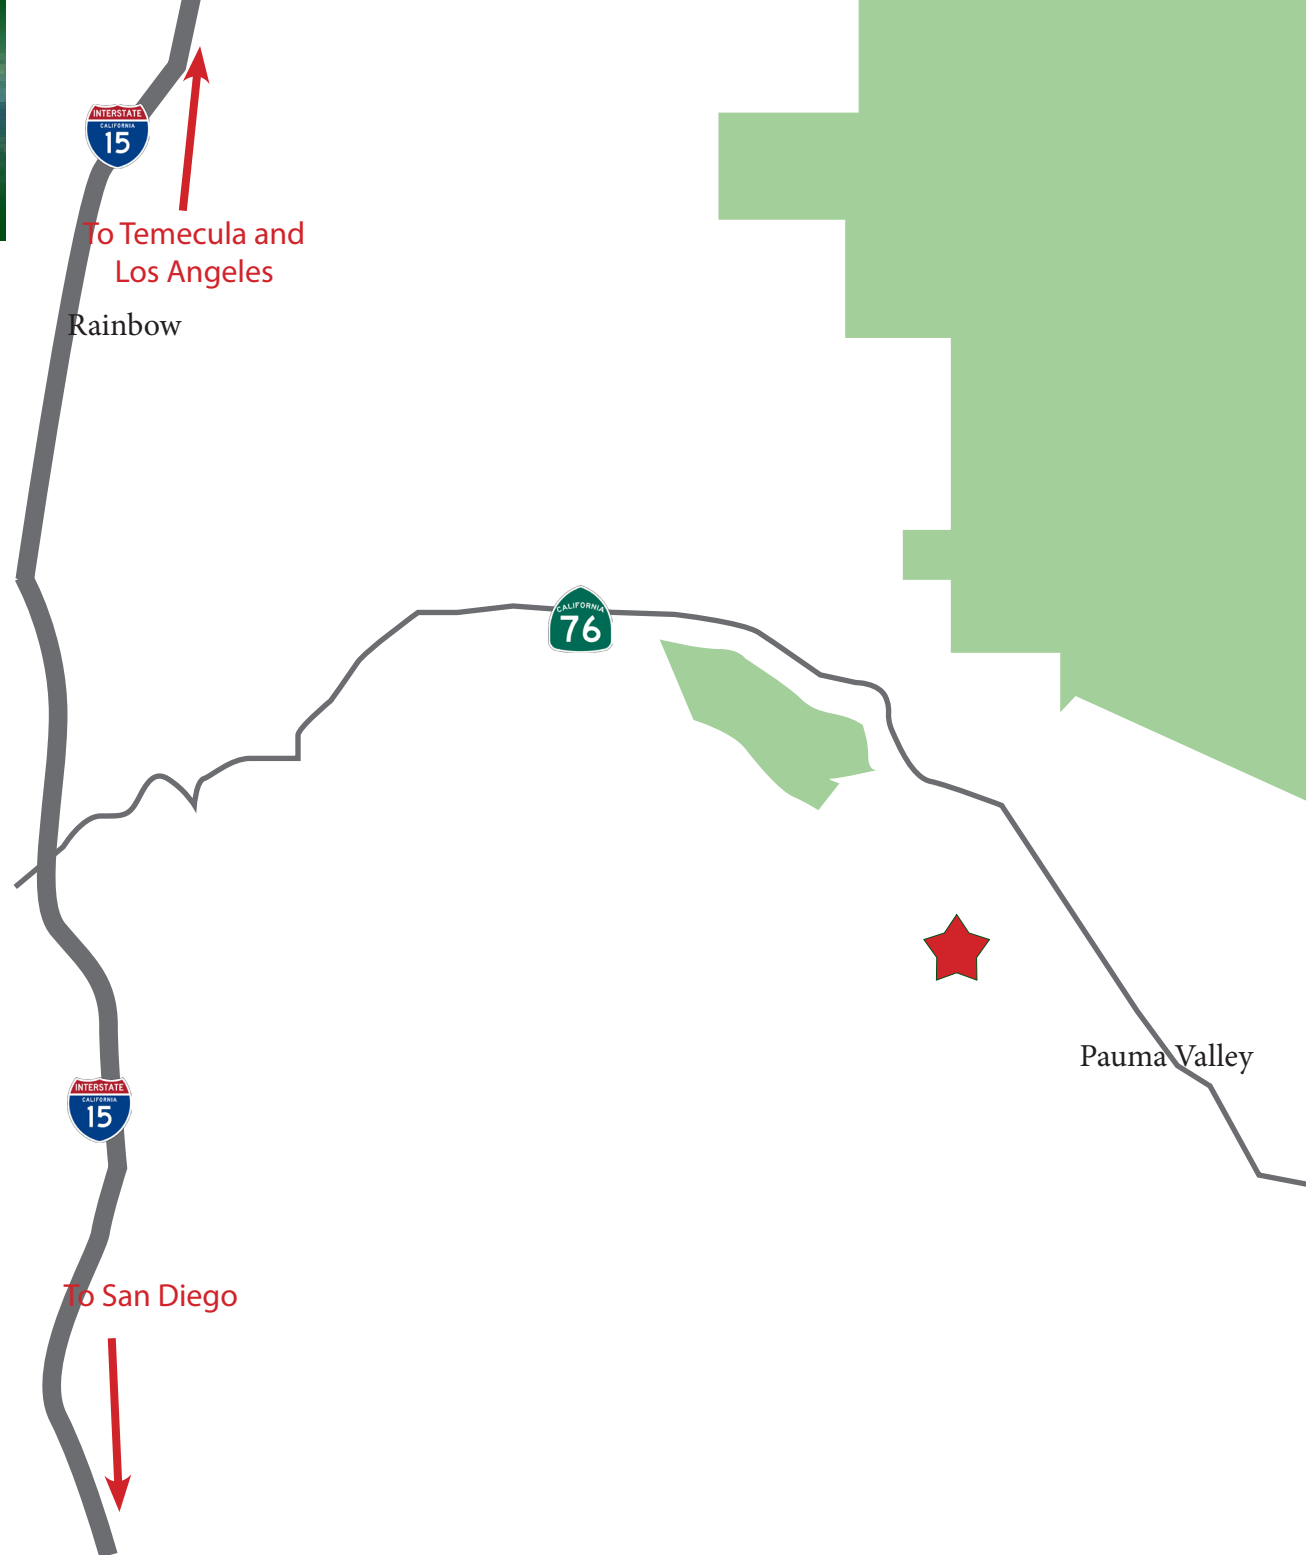 INTERSTATE
CALIFORNIA
15
To Temecula and
Los Angeles
Rainbow
CALIFORNIA
76
Pauma Valley
INTERSTATE
CALIFORNIA
15
To San Diego